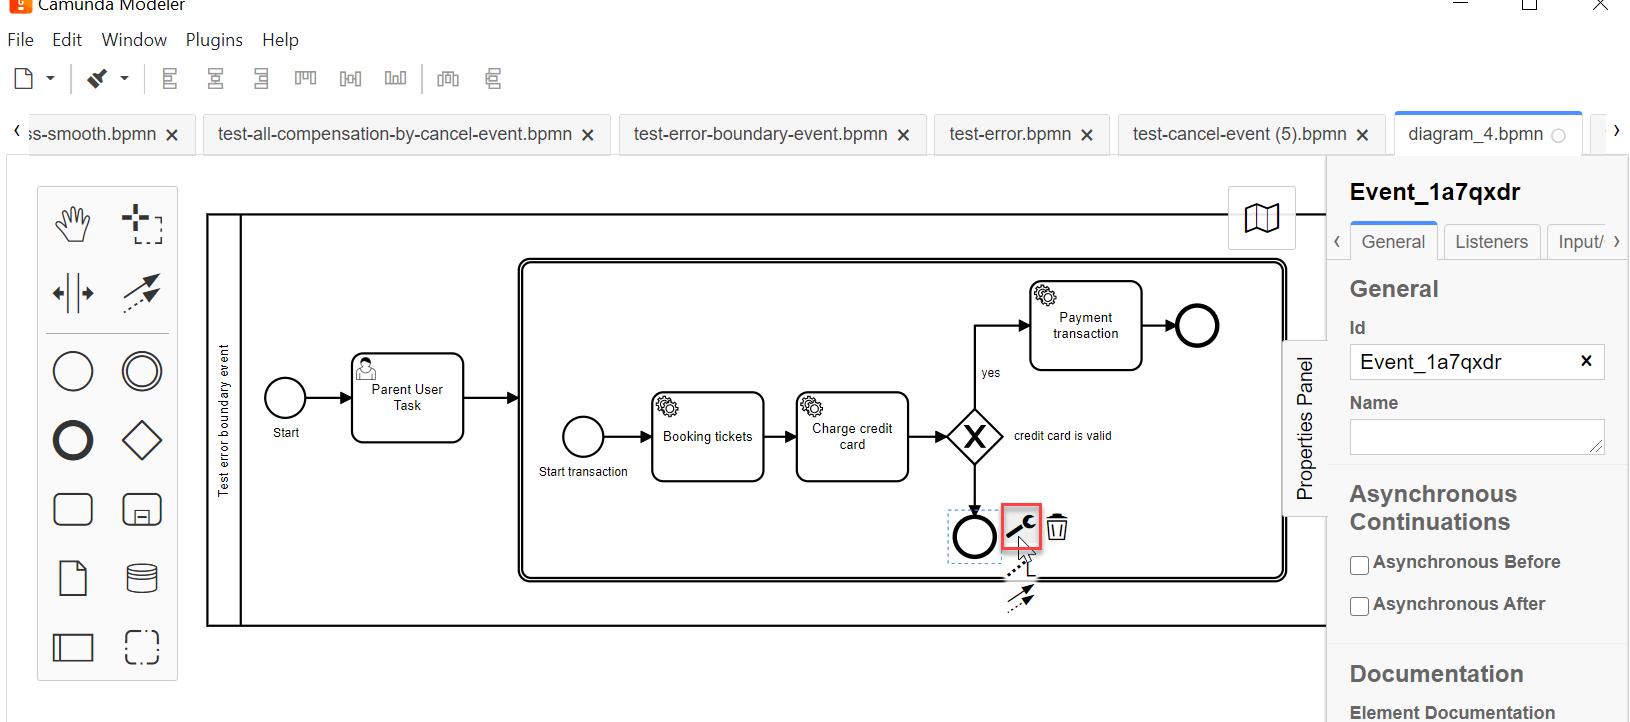 Camunda Modeler
File Edit Window Plugins Help
ss-smooth.bpmn
test-all-compensation-by-cancel-event.bpmn
test-error-boundary-event.bpmn
test-error.bpmn
test-cancel-event (5).bpmn
diagram_4.bpmn
Test error boundary event
Start
Parent User
Task
Start transaction
Booking tickets
Charge credit
card
yes
credit card is valid
Payment
transaction
Properties Panel
Event_1a7qxdr
General Listeners Input/
General
Id
Event_1a7qxdr
Name
Asynchronous
Continuations
Asynchronous Before
Asynchronous After
Documentation
Element Documentation